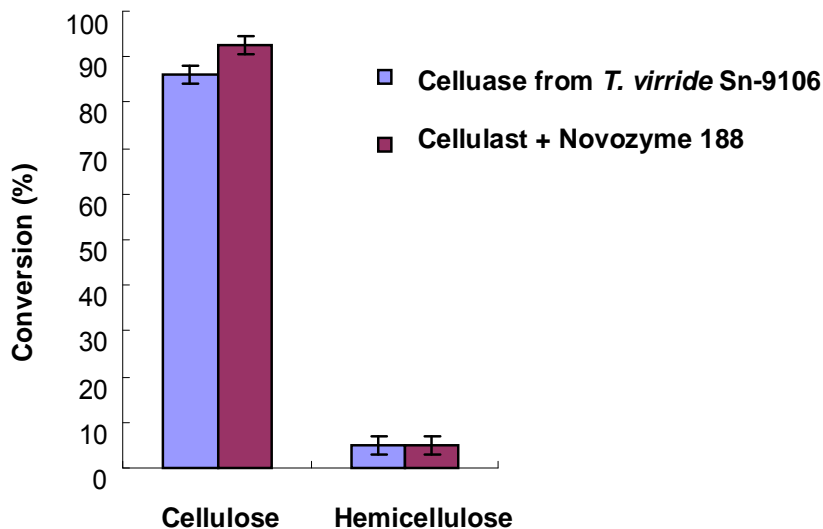 100
90
80
70
60
50
40
30
20
10
0
Conversion (%)
Celluase from T. virride Sn-9106
Cellulast + Novozyme 188
Cellulose
Hemicellulose